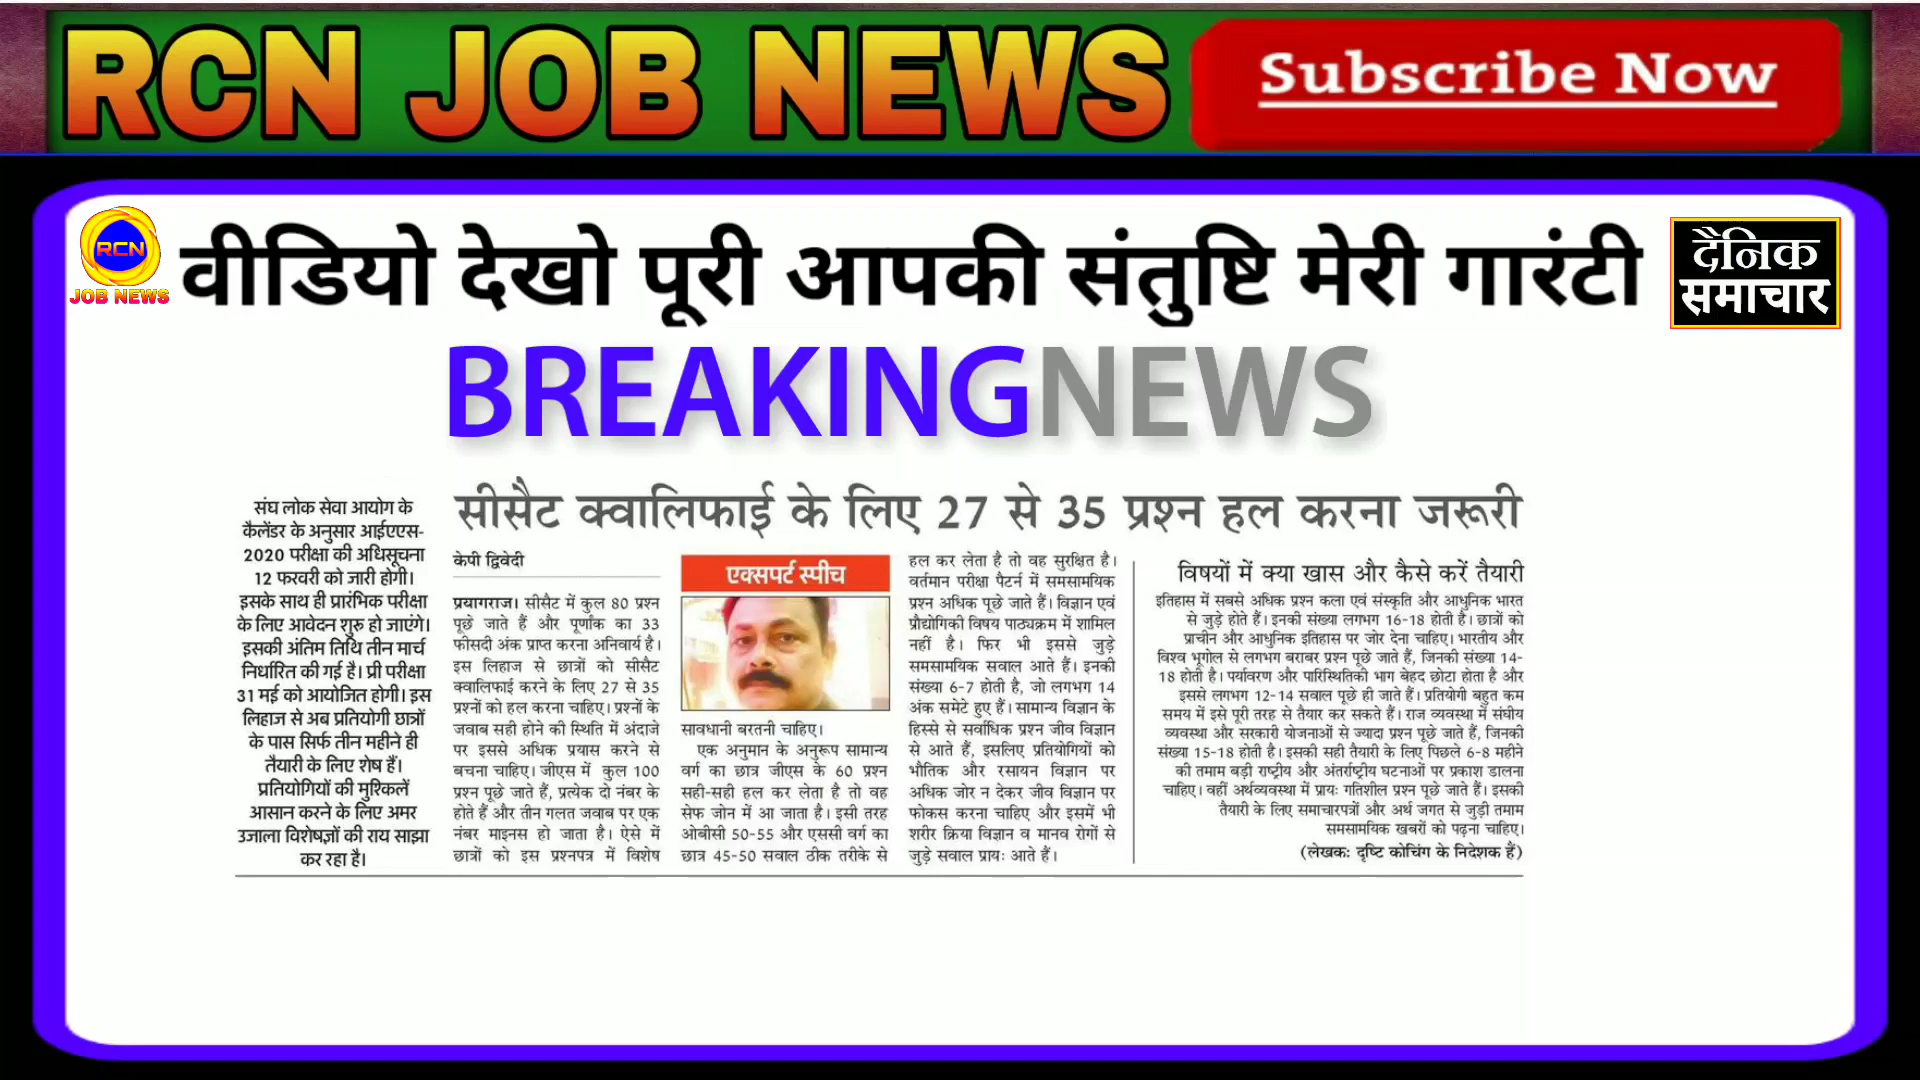 RCN JOB NEWS
Subscribe Now
RCN
JOB NEWS
वीडियो देखो पूरी आपकी संतुष्टि मेरी गारंटी
दैनिक
समाचार
BREAKINGNEWS
संघ लोक सेवा आयोग के
कैलेंडर के अनुसार आईएएस-
2020 परीक्षा की अधिसूचना
12 फरवरी को जारी होगी।
इसके साथ ही प्रारंभिक परीक्षा
के लिए आवेदन शुरू हो जाएंगे।
इसकी अंतिम तिथि तीन मार्च
निर्धारित की गई है। प्री परीक्षा
31 मई को आयोजित होगी। इस
लिहाज से अब प्रतियोगी छात्रों
के पास सिर्फ तीन महीने ही
तैयारी के लिए शेष हैं।
प्रतियोगियों की मुश्किलें
आसान करने के लिए अमर
उजाला विशेषज्ञों की राय साझा
कर रहा है।
सीसैट क्वालिफाई के लिए 27 से 35 प्रश्न हल करना जरूरी
केपी द्विवेदी
प्रयागराज। सीसैट में कुल 80 प्रश्न
पूछे जाते हैं और पूर्णांक का 33
फीसदी अंक प्राप्त करना अनिवार्य है।
इस लिहाज से छात्रों को सीसैट
क्वालिफाई करने के लिए 27 से 35
प्रश्नों को हल करना चाहिए। प्रश्नों के
जवाब सही होने की स्थिति में अंदाजे
पर इससे अधिक प्रयास करने से
बचना चाहिए। जीएस में कुल 100
प्रश्न पूछे जाते हैं, प्रत्येक दो नंबर के
होते हैं और तीन गलत जवाब पर एक
नंबर माइनस हो जाता है। ऐसे में
छात्रों को इस प्रश्नपत्र में विशेष
एक्सपर्ट स्पीच
सावधानी बरतनी चाहिए।
एक अनुमान के अनुरूप सामान्य
वर्ग का छात्र जीएस के 60 प्रश्न
सही-सही हल कर लेता है तो वह
सेफ जोन में आ जाता है। इसी तरह
ओबीसी 50-55 और एससी वर्ग का
छात्र 45-50 सवाल ठीक तरीके से
हल कर लेता है तो वह सुरक्षित है।
वर्तमान परीक्षा पैटर्न में समसामयिक
प्रश्न अधिक पूछे जाते हैं। विज्ञान एवं
प्रौद्योगिकी विषय पाठ्यक्रम में शामिल
नहीं है। फिर भी इससे जुड़े
समसामयिक सवाल आते हैं। इनकी
संख्या 6-7 होती है, जो लगभग 14
अंक समेटे हुए हैं। सामान्य विज्ञान के
हिस्से से सर्वाधिक प्रश्न जीव विज्ञान
से आते हैं, इसलिए प्रतियोगियों को
भौतिक और रसायन विज्ञान पर
अधिक जोर न देकर जीव विज्ञान पर
फोकस करना चाहिए और इसमें भी
शरीर क्रिया विज्ञान व मानव रोगों से
जुड़े सवाल प्रायः आते हैं।
विषयों में क्या खास और कैसे करें तैयारी
इतिहास में सबसे अधिक प्रश्न कला एवं संस्कृति और आधुनिक भारत
से जुड़े होते हैं। इनकी संख्या लगभग 16-18 होती है। छात्रों को
प्राचीन और आधुनिक इतिहास पर जोर देना चाहिए। भारतीय और
विश्व भूगोल से लगभग बराबर प्रश्न पूछे जाते हैं, जिनकी संख्या 14-
18 होती है। पर्यावरण और पारिस्थितिकी भाग बेहद छोटा होता है और
इससे लगभग 12-14 सवाल पूछे ही जाते हैं। प्रतियोगी बहुत कम
समय में इसे पूरी तरह से तैयार कर सकते हैं। राज व्यवस्था में संघीय
व्यवस्था और सरकारी योजनाओं से ज्यादा प्रश्न पूछे जाते हैं, जिनकी
संख्या 15-18 होती है। इसकी सही तैयारी के लिए पिछले 6-8 महीने
की तमाम बड़ी राष्ट्रीय और अंतर्राष्ट्रीय घटनाओं पर प्रकाश डालना
चाहिए। वहीं अर्थव्यवस्था में प्रायः गतिशील प्रश्न पूछे जाते हैं। इसकी
तैयारी के लिए समाचारपत्रों और अर्थ जगत से जुड़ी तमाम
समसामयिक खबरों को पढ़ना चाहिए।
(लेखक: दृष्टि कोचिंग के निदेशक हैं)